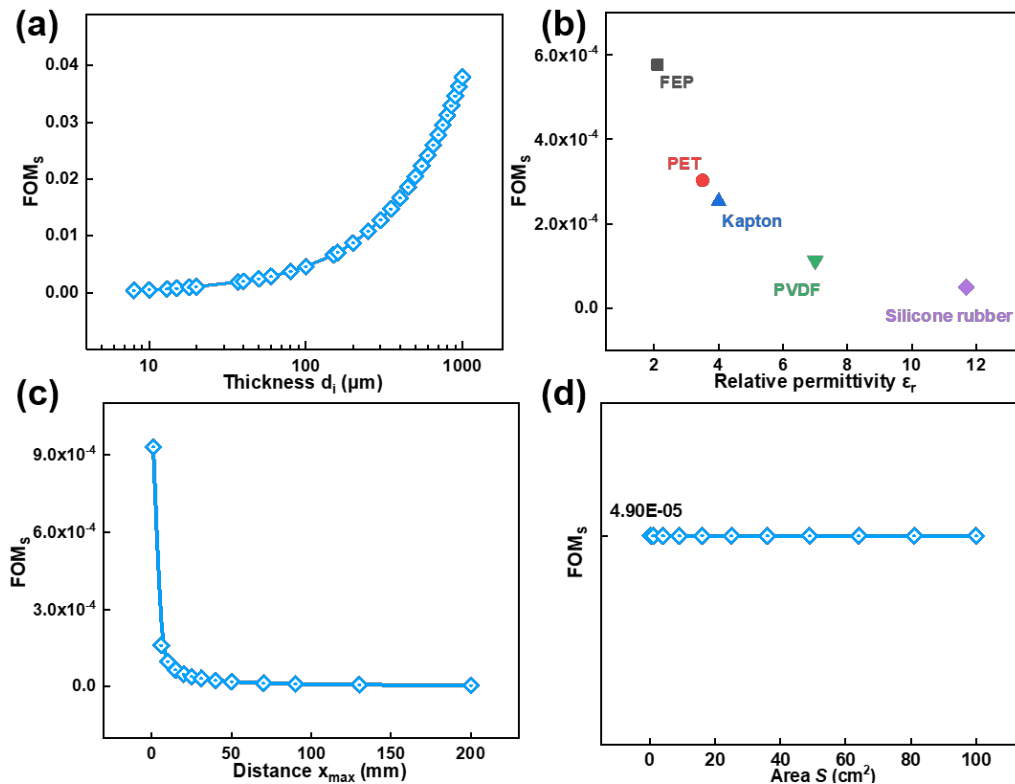 (a)
0.04
0.03
0.02
0.01
0.00
FOMS
10
100
1000
Thickness di (µm)
(b)
6.0x10-4
4.0x10-4
2.0x10-4
0.0
FOMS
FEP
PET
Kapton
PVDF
Silicone rubber
2
4
6
8
10
12
Relative permittivity εr
(c)
9.0x10-4
6.0x10-4
3.0x10-4
0.0
FOMS
0
50
100
150
200
Distance xmax (mm)
(d)
4.90E-05
FOMS
0
20
40
60
80
100
Area S (cm2)